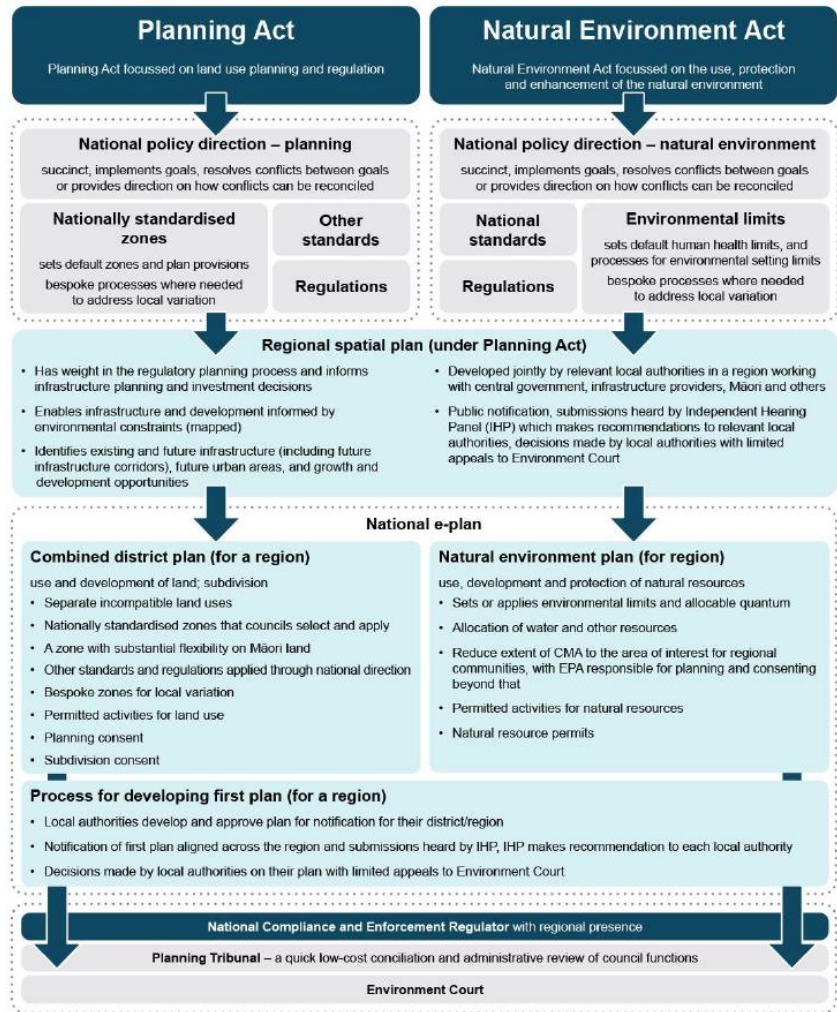 Planning Act
Planning Act focussed on land use planning and regulation
Natural Environment Act
Natural Environment Act focussed on the use, protection
and enhancement of the natural environment
National policy direction – planning
succinct, implements goals, resolves conflicts between goals
or provides direction on how conflicts can be reconciled
Nationally standardised
zones
sets default zones and plan provisions
bespoke processes where needed
to address local variation
Other
standards
Regulations
National policy direction – natural environment
succinct, implements goals, resolves conflicts between goals
or provides direction on how conflicts can be reconciled
National
standards
Regulations
Environmental limits
sets default human health limits, and
processes for environmental setting limits
bespoke processes where needed
to address local variation
Regional spatial plan (under Planning Act)
• Has weight in the regulatory planning process and informs
infrastructure planning and investment decisions
• Enables infrastructure and development informed by
environmental constraints (mapped)
• Identifies existing and future infrastructure (including future
infrastructure corridors), future urban areas, and growth and
development opportunities
• Developed jointly by relevant local authorities in a region working
with central government, infrastructure providers, Māori and others
• Public notification, submissions heard by Independent Hearing
Panel (IHP) which makes recommendations to relevant local
authorities, decisions made by local authorities with limited
appeals to Environment Court
National e-plan
Combined district plan (for a region)
use and development of land; subdivision
• Separate incompatible land uses
• Nationally standardised zones that councils select and apply
• A zone with substantial flexibility on Māori land
• Other standards and regulations applied through national direction
• Bespoke zones for local variation
• Permitted activities for land use
• Planning consent
• Subdivision consent
Natural environment plan (for region)
use, development and protection of natural resources
• Sets or applies environmental limits and allocable quantum
• Allocation of water and other resources
• Reduce extent of CMA to the area of interest for regional
communities, with EPA responsible for planning and consenting
beyond that
• Permitted activities for natural resources
• Natural resource permits
Process for developing first plan (for a region)
• Local authorities develop and approve plan for notification for their district/region
• Notification of first plan aligned across the region and submissions heard by IHP, IHP makes recommendation to each local authority
• Decisions made by local authorities on their plan with limited appeals to Environment Court
National Compliance and Enforcement Regulator with regional presence
Planning Tribunal – a quick low-cost conciliation and administrative review of council functions
Environment Court